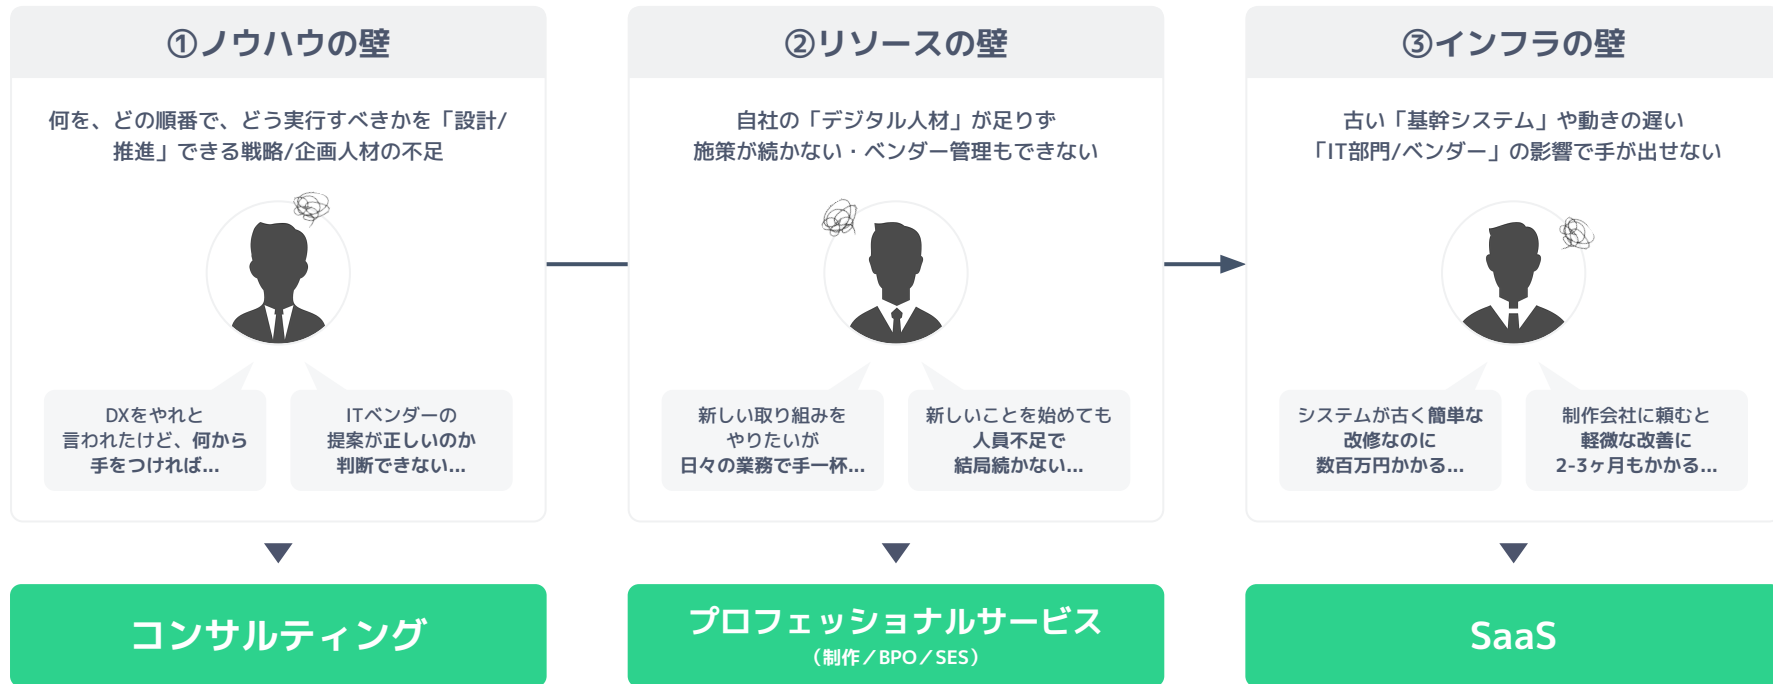 ①ノウハウの壁
何を、どの順番で、どう実行すべきかを「設計/
推進」できる戦略/企画人材の不足
DXをやれと
言われたけど、何から
手をつければ...
ITベンダーの
提案が正しいのか
判断できない...
コンサルティング
②リソースの壁
自社の「デジタル人材」が足りず
施策が続かない・ベンダー管理もできない
新しい取り組みを
やりたいが
日々の業務で手一杯...
新しいことを始めても
人員不足で
結局続かない...
プロフェッショナルサービス
（制作／BPO／SES）
③インフラの壁
古い「基幹システム」や動きの遅い
「IT部門/ベンダー」の影響で手が出せない
システムが古く簡単な
改修なのに
数百万円かかる...
制作会社に頼むと
軽微な改善に
2-3ヶ月もかかる...
SaaS